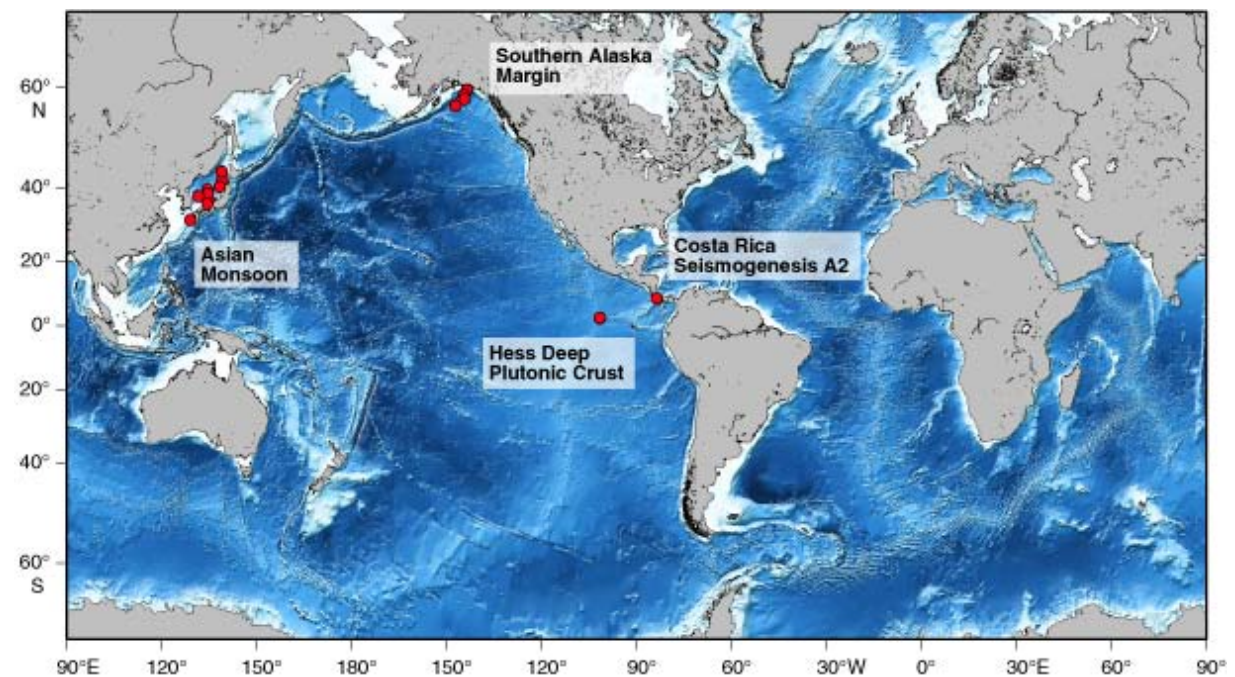 Southern Alaska
Margin
60°
N
40°
Asian
Monsoon
Costa Rica
Seismogenesis A2
20°
0°
Hess Deep
Plutonic Crust
20°
40°
60°
S
90°E 120° 150° 180° 150° 120° 90° 60° 30°W 0° 30°E 60° 90°